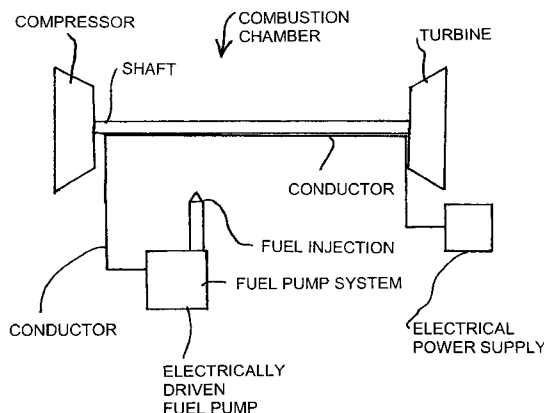 COMPRESSOR
COMBUSTION
CHAMBER
TURBINE
SHAFT
CONDUCTOR
FUEL INJECTION
FUEL PUMP SYSTEM
CONDUCTOR
ELECTRICAL
POWER SUPPLY
ELECTRICALLY
DRIVEN
FUEL PUMP